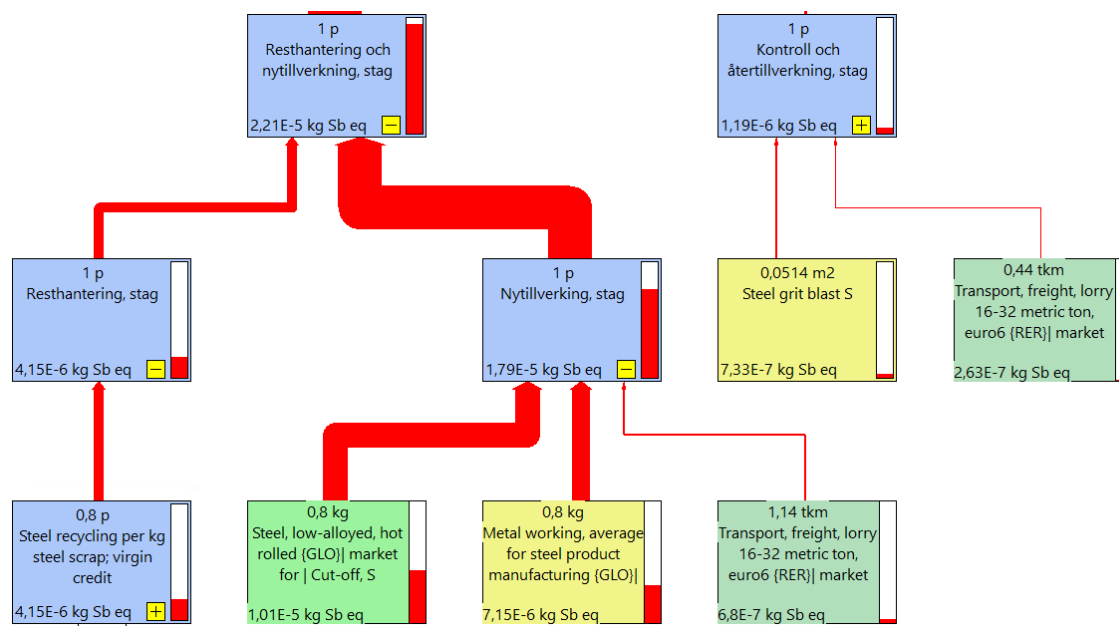 1 p
Resthantering och
nytillverkning, stag
2,21E-5 kg Sb eq
−
1 p
Kontroll och
återtillverkning, stag
1,19E-6 kg Sb eq
+
1 p
Resthantering, stag
4,15E-6 kg Sb eq
−
1 p
Nytillverking, stag
1,79E-5 kg Sb eq
−
0,0514 m2
Steel grit blast S
7,33E-7 kg Sb eq
0,44 tkm
Transport, freight, lorry
16-32 metric ton,
euro6 {RER}| market
2,63E-7 kg Sb eq
0,8 p
Steel recycling per kg
steel scrap; virgin
credit
4,15E-6 kg Sb eq
+
0,8 kg
Steel, low-alloyed, hot
rolled {GLO}| market
for | Cut-off, S
1,01E-5 kg Sb eq
0,8 kg
Metal working, average
for steel product
manufacturing {GLO}|
7,15E-6 kg Sb eq
1,14 tkm
Transport, freight, lorry
16-32 metric ton,
euro6 {RER}| market
6,8E-7 kg Sb eq